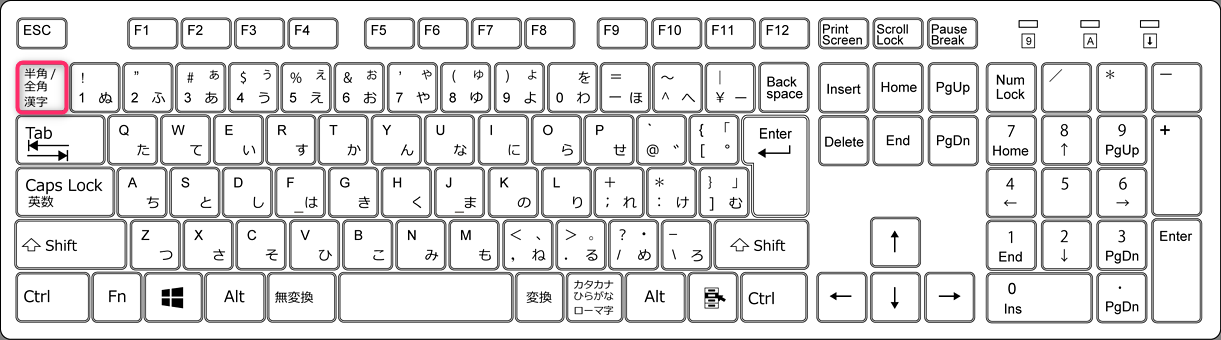 ESC F1 F2 F3 F4 F5 F6 F7 F8 F9 F10 F11 F12 Print Screen Scroll Lock Pause Break 9 A ⬇
半角/全角 漢字 ! 1 ぬ " 2 ふ # ぁ 3 あ $ ぅ 4 う % ぇ 5 え & ぉ 6 お ' ゃ 7 や ( ゅ 8 ゆ ) ょ 9 よ を 0 わ = ー ほ ～ ^ へ | ¥ ー Back space Insert Home PgUp Num Lock ／ ＊ ー
Tab Q た W て E い R す T か Y ん U な I に O ら P せ ` @ ゛ { 「 [ ° Enter Delete End PgDn 7 Home 8 ↑ 9 PgUp +
Caps Lock 英数 A ち S と D し F _は G き H く J _ま K の L り + ; れ * : け } 」 ] む 4 ← 5 6 →
Shift Z つ X さ C そ V ひ B こ N み M も < 、 , ね > 。 . る ? ・ / め – \ ろ Shift ↑ 1 End 2 ↓ 3 PgDn Enter
Ctrl Fn Alt 無変換 変換 カタカナ ひらがな ローマ字 Alt Ctrl ← ↓ → 0 Ins . PgDn